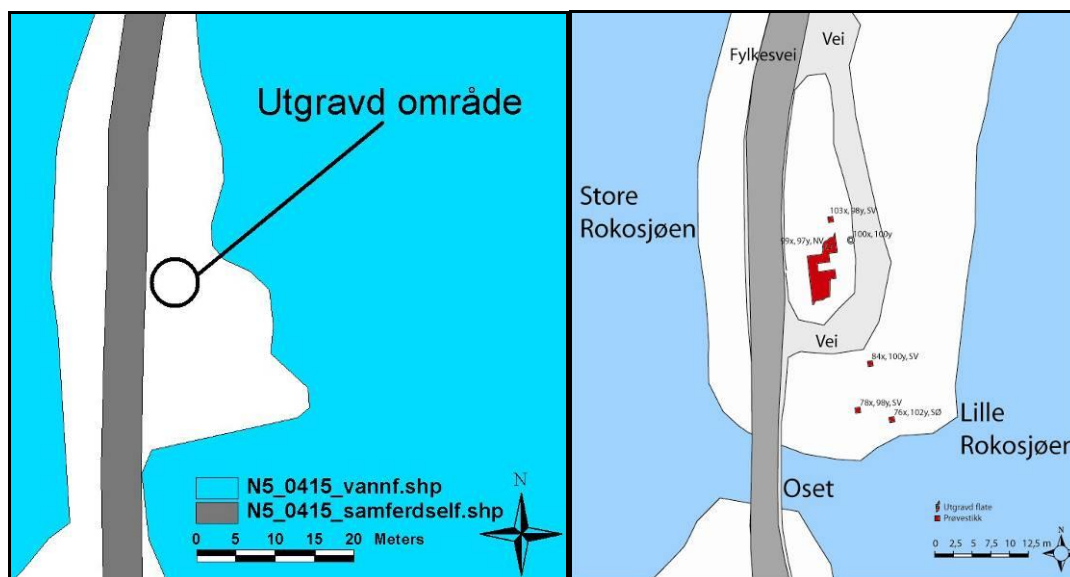 Utgravd område
N5_0415_vannf.shp
N5_0415_samferdself.shp
0 5 10 15 20
Meters
N
Vei
Fylkesvei
Store
Rokosjøen
103x, 98y, SV
99x, 97y, NV
100x, 100y
Vei
84x, 100y, SV
78x, 98y, SV
76x, 102y, SØ
Lille
Rokosjøen
Oset
Utgravd flate
Prøvestikk
N
0 2,5 5 7,5 10 12,5 m